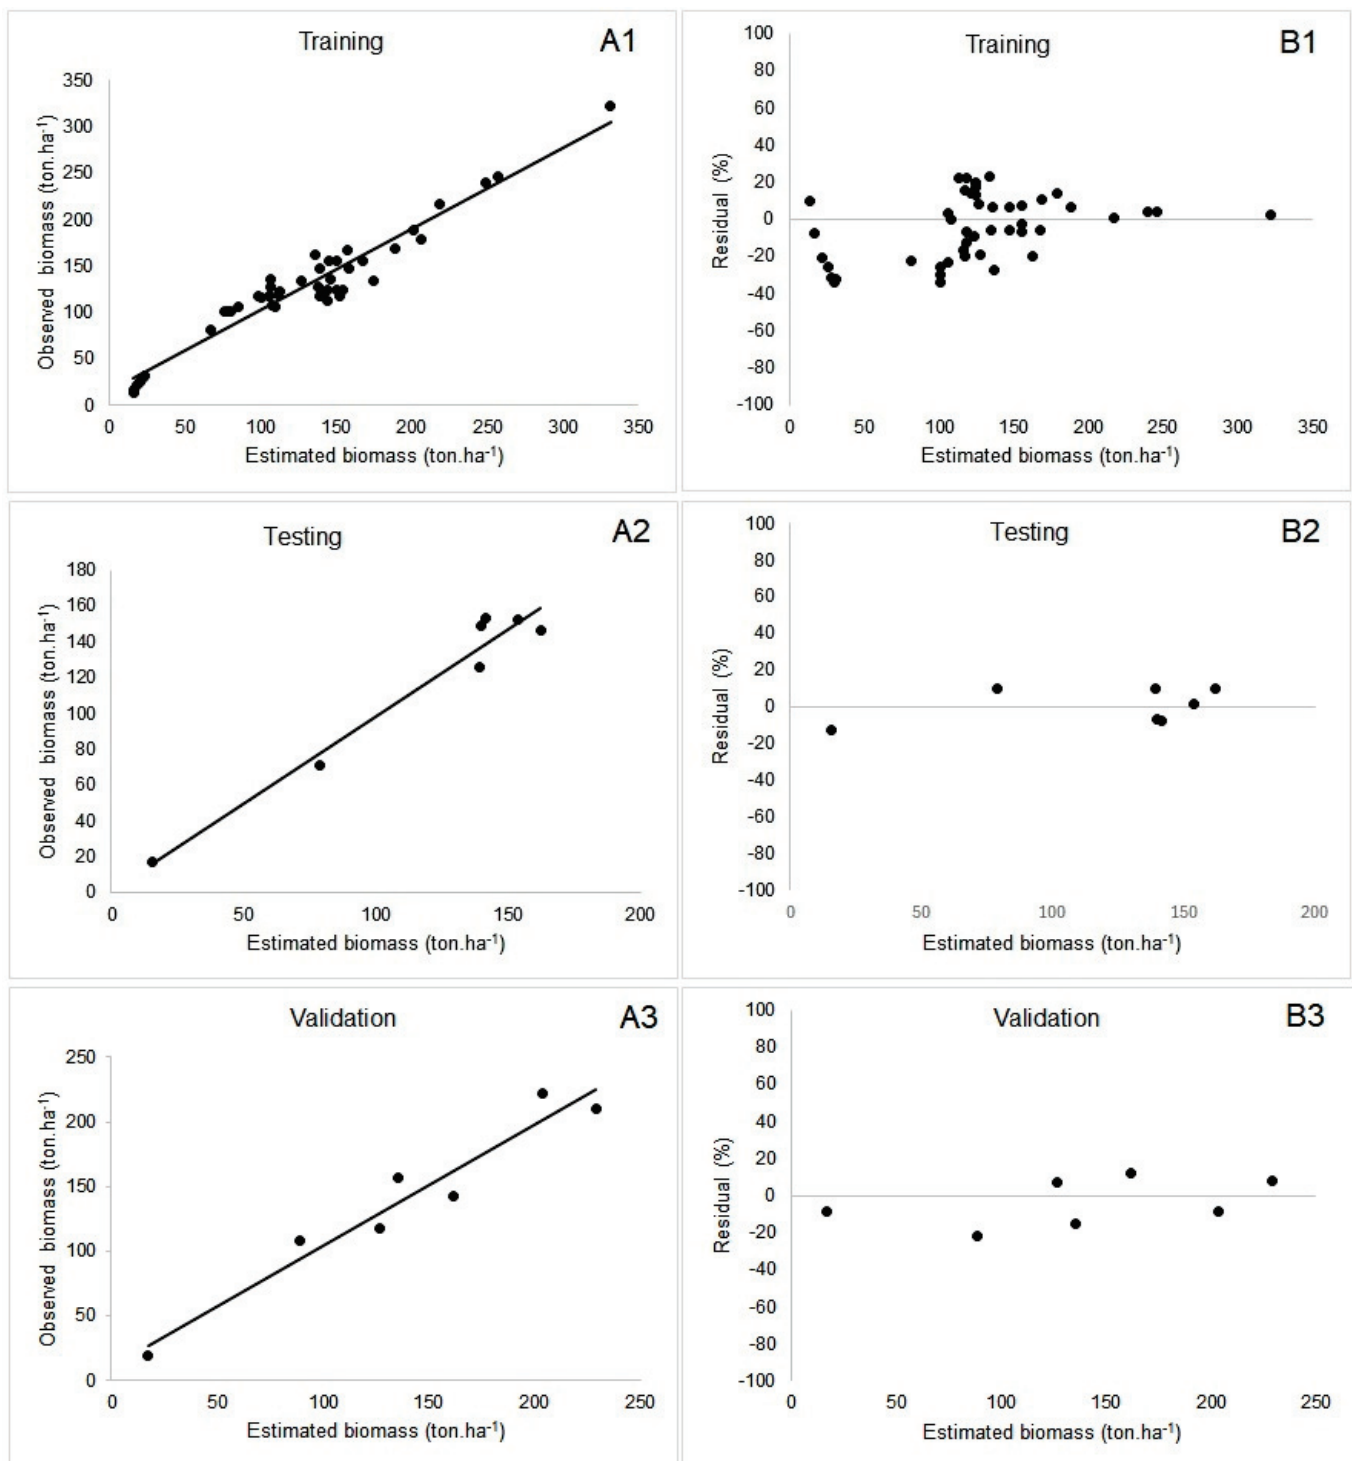 Training A1
Observed biomass (ton.ha⁻¹)
350
300
250
200
150
100
50
0
0 50 100 150 200 250 300 350
Estimated biomass (ton.ha⁻¹)
Training B1
Residual (%)
100
80
60
40
20
0
-20
-40
-60
-80
-100
0 50 100 150 200 250 300 350
Estimated biomass (ton.ha⁻¹)
Testing A2
Observed biomass (ton.ha⁻¹)
180
160
140
120
100
80
60
40
20
0
0 50 100 150 200
Estimated biomass (ton.ha⁻¹)
Testing B2
Residual (%)
100
80
60
40
20
0
-20
-40
-60
-80
-100
0 50 100 150 200
Estimated biomass (ton.ha⁻¹)
Validation A3
Observed biomass (ton.ha⁻¹)
250
200
150
100
50
0
0 50 100 150 200 250
Estimated biomass (ton.ha⁻¹)
Validation B3
Residual (%)
100
80
60
40
20
0
-20
-40
-60
-80
-100
0 50 100 150 200 250
Estimated biomass (ton.ha⁻¹)